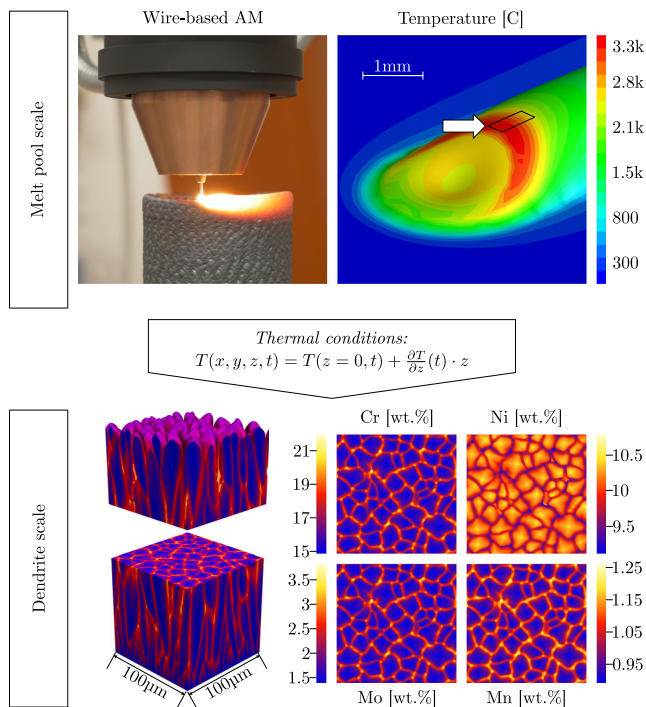 Wire-based AM
Temperature [C]
Melt pool scale
1mm
3.3k
2.8k
2.1k
1.5k
800
300
Thermal conditions:
T(x, y, z, t) = T(z = 0, t) + ∂T/∂z (t) · z
Dendrite scale
Cr [wt.%]
Ni [wt.%]
21
19
17
15
10.5
10
9.5
3.5
3
2.5
2
1.5
1.25
1.15
1.05
0.95
100μm
100μm
Mo [wt.%]
Mn [wt.%]